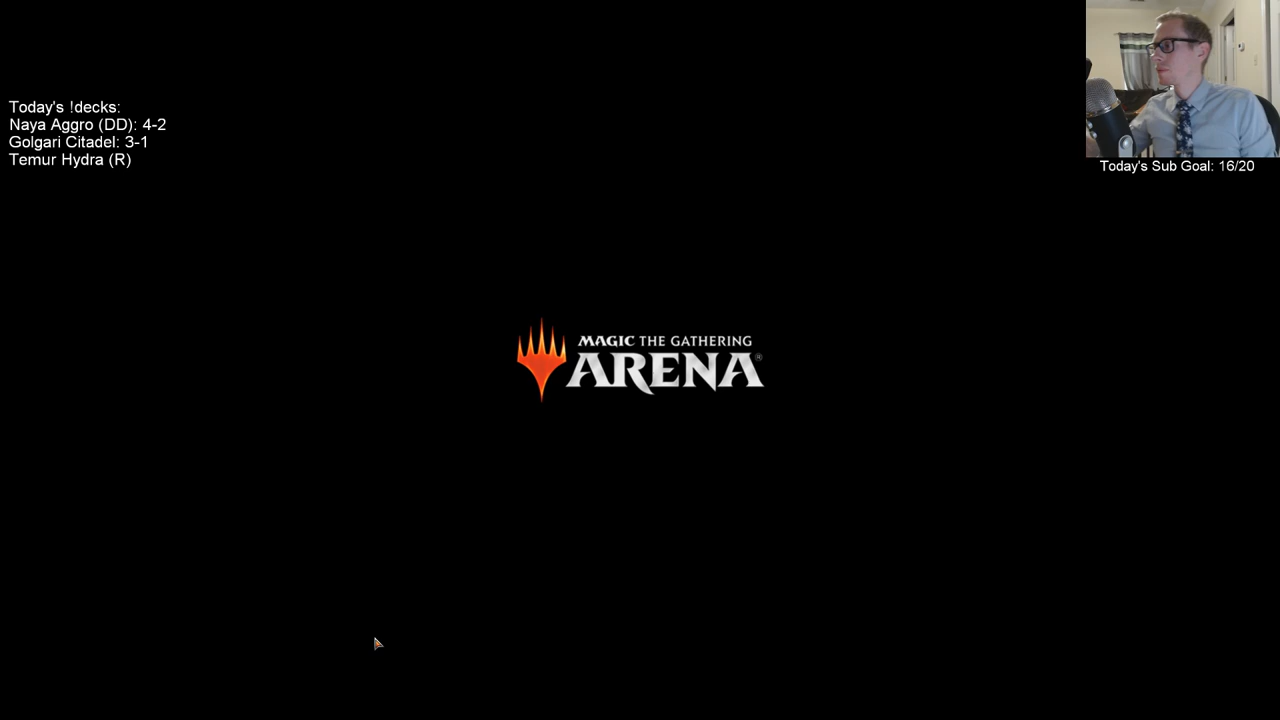 Today's !decks:
Naya Aggro (DD): 4-2
Golgari Citadel: 3-1
Temur Hydra (R)
Today's Sub Goal: 16/20
MAGIC THE GATHERING
ARENA®